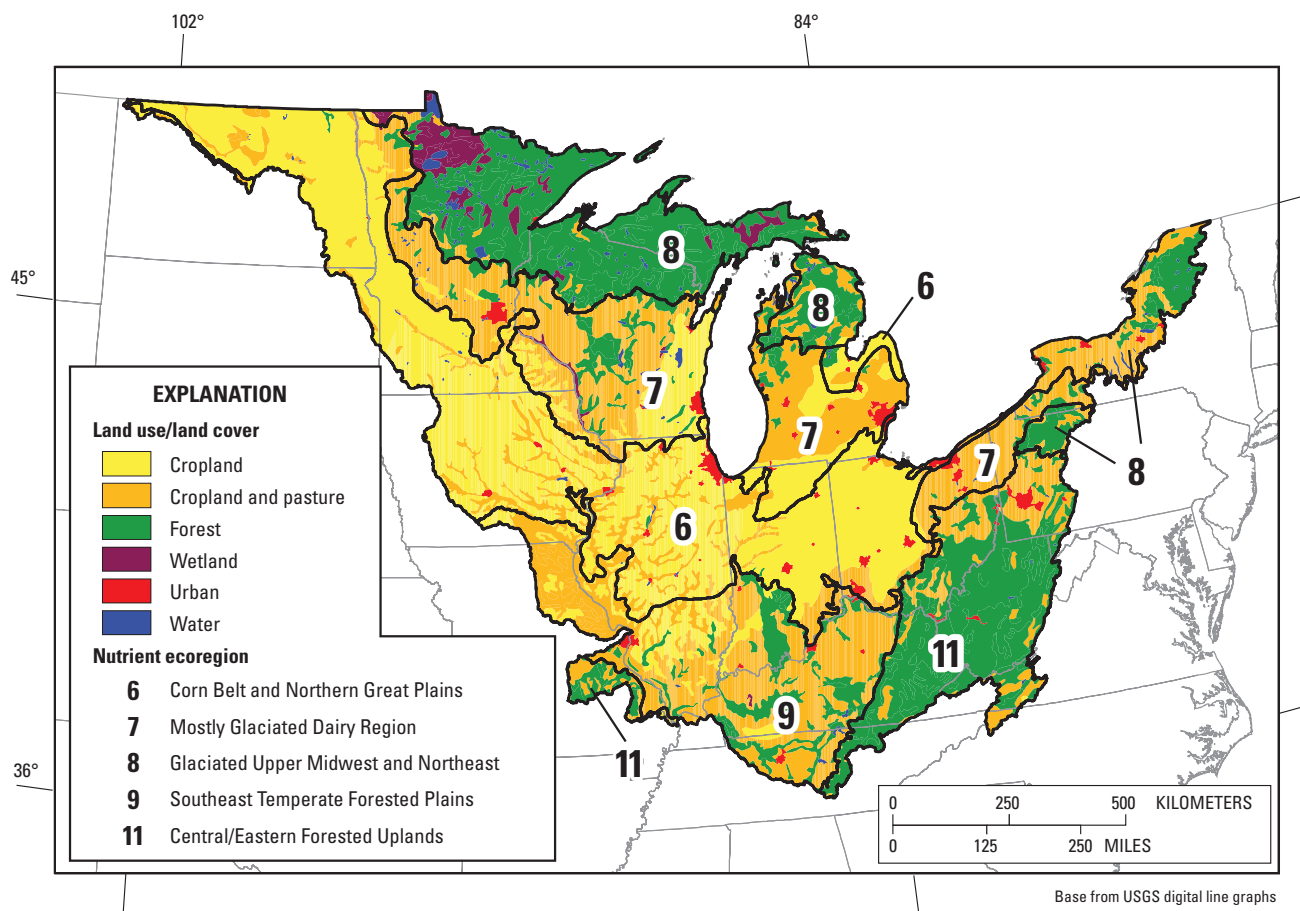 102°
84°
45°
36°
8
8
6
7
7
7
8
6
9
11
11
EXPLANATION
Land use/land cover
Cropland
Cropland and pasture
Forest
Wetland
Urban
Water
Nutrient ecoregion
6 Corn Belt and Northern Great Plains
7 Mostly Glaciated Dairy Region
8 Glaciated Upper Midwest and Northeast
9 Southeast Temperate Forested Plains
11 Central/Eastern Forested Uplands
0 250 500 KILOMETERS
0 125 250 MILES
Base from USGS digital line graphs